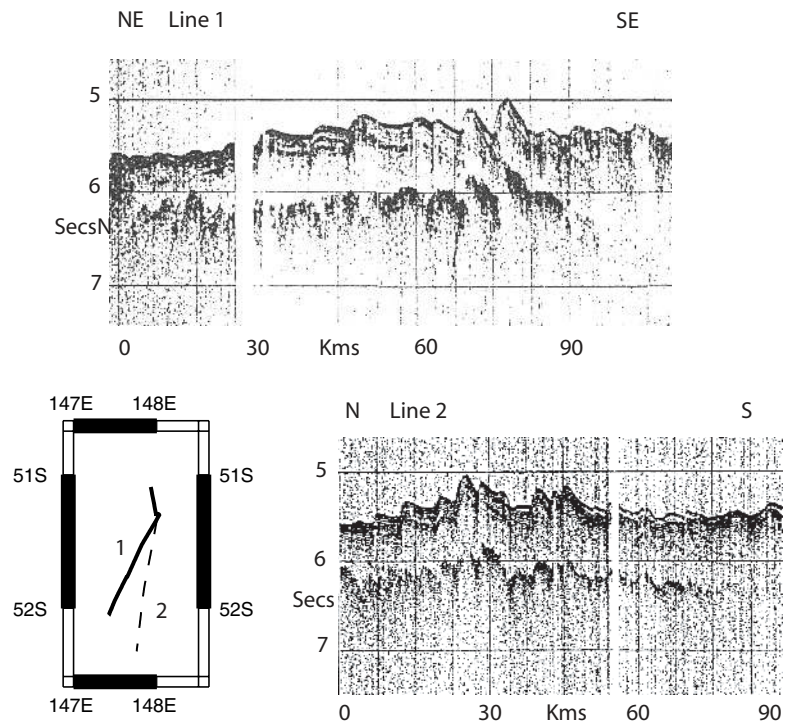 NE Line 1 SE
5
6
SecsN
7
0 30 Kms 60 90
147E 148E
51S 51S
1
2
52S 52S
147E 148E
N Line 2 S
5
6
Secs
7
0 30 Kms 60 90